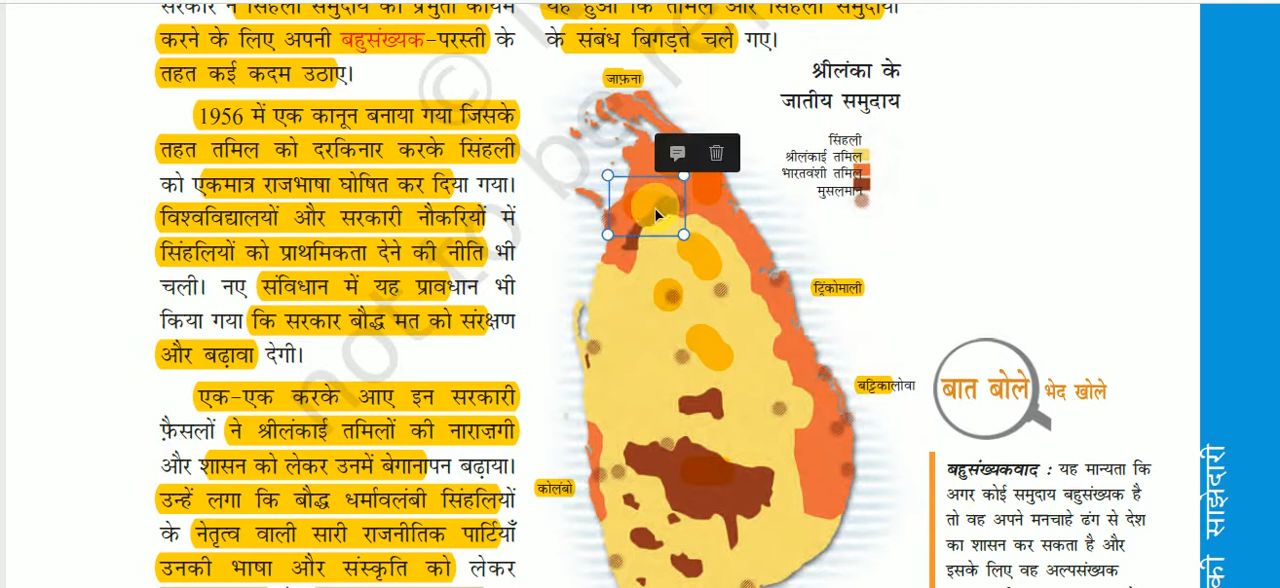 सरकार ने सिंहली समुदाय की प्रभुता कायम
करने के लिए अपनी बहुसंख्यक-परस्ती के
तहत कई कदम उठाए।
1956 में एक कानून बनाया गया जिसके
तहत तमिल को दरकिनार करके सिंहली
को एकमात्र राजभाषा घोषित कर दिया गया।
विश्वविद्यालयों और सरकारी नौकरियों में
सिंहलियों को प्राथमिकता देने की नीति भी
चली। नए संविधान में यह प्रावधान भी
किया गया कि सरकार बौद्ध मत को संरक्षण
और बढ़ावा देगी।
एक-एक करके आए इन सरकारी
फ़ैसलों ने श्रीलंकाई तमिलों की नाराज़गी
और शासन को लेकर उनमें बेगानापन बढ़ाया।
उन्हें लगा कि बौद्ध धर्मावलंबी सिंहलियों
के नेतृत्व वाली सारी राजनीतिक पार्टियाँ
उनकी भाषा और संस्कृति को लेकर
यह हुआ कि तमिल और सिंहली समुदायों
के संबंध बिगड़ते चले गए।
श्रीलंका के
जातीय समुदाय
सिंहली
श्रीलंकाई तमिल
भारतवंशी तमिल
मुसलमान
जाफ़ना
ट्रिंकोमाली
बट्टिकालोवा
कोलंबो
बात बोले भेद खोले
बहुसंख्यकवाद : यह मान्यता कि
अगर कोई समुदाय बहुसंख्यक है
तो वह अपने मनचाहे ढंग से देश
का शासन कर सकता है और
इसके लिए वह अल्पसंख्यक
की साझेदारी
© not to be re